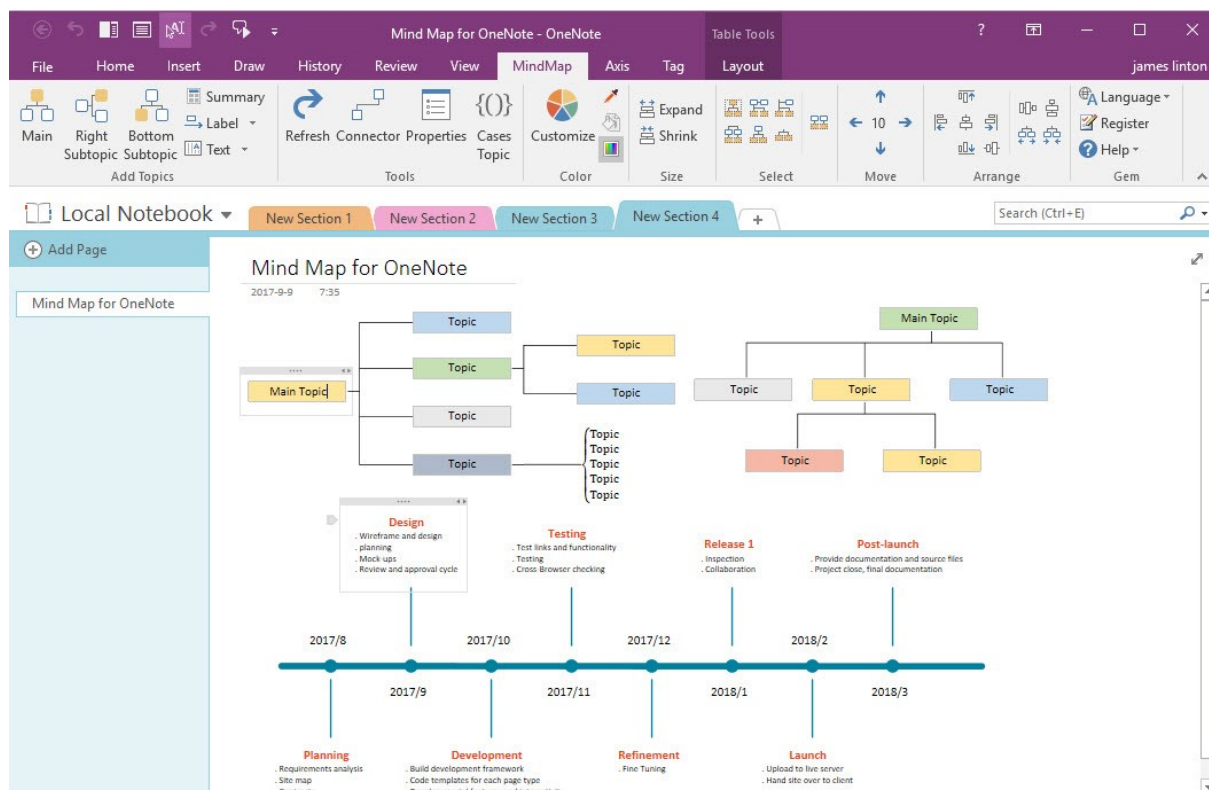 Mind Map for OneNote - OneNote
Table Tools
?
File
Home
Insert
Draw
History
Review
View
MindMap
Axis
Tag
Layout
james linton
Main
Right Subtopic
Bottom Subtopic
Summary
Label
Text
Add Topics
Refresh
Connector
Properties
{()}
Cases Topic
Tools
Customize
Color
Expand
Shrink
Size
Select
10
Move
Arrange
Language
Register
Help
Gem
Local Notebook
New Section 1
New Section 2
New Section 3
New Section 4
+
Search (Ctrl+E)
Add Page
Mind Map for OneNote
Mind Map for OneNote
2017-9-9 7:35
Main Topic
Topic
Topic
Topic
Topic
Topic
Topic
Topic
Topic
Topic
Topic
Topic
Main Topic
Topic
Topic
Topic
Topic
Topic
Design
. Wireframe and design
. planning
. Mock-ups
. Review and approval cycle
Testing
. Test links and functionality
. Testing
. Cross Browser checking
Release 1
. Inspection
. Collaboration
Post-launch
. Provide documentation and source files
. Project close, final documentation
2017/8
2017/10
2017/12
2018/2
2017/9
2017/11
2018/1
2018/3
Planning
. Requirements analysis
. Site map
Development
. Build development framework
. Code templates for each page type
Refinement
. Fine Tuning
Launch
. Upload to live server
. Hand site over to client